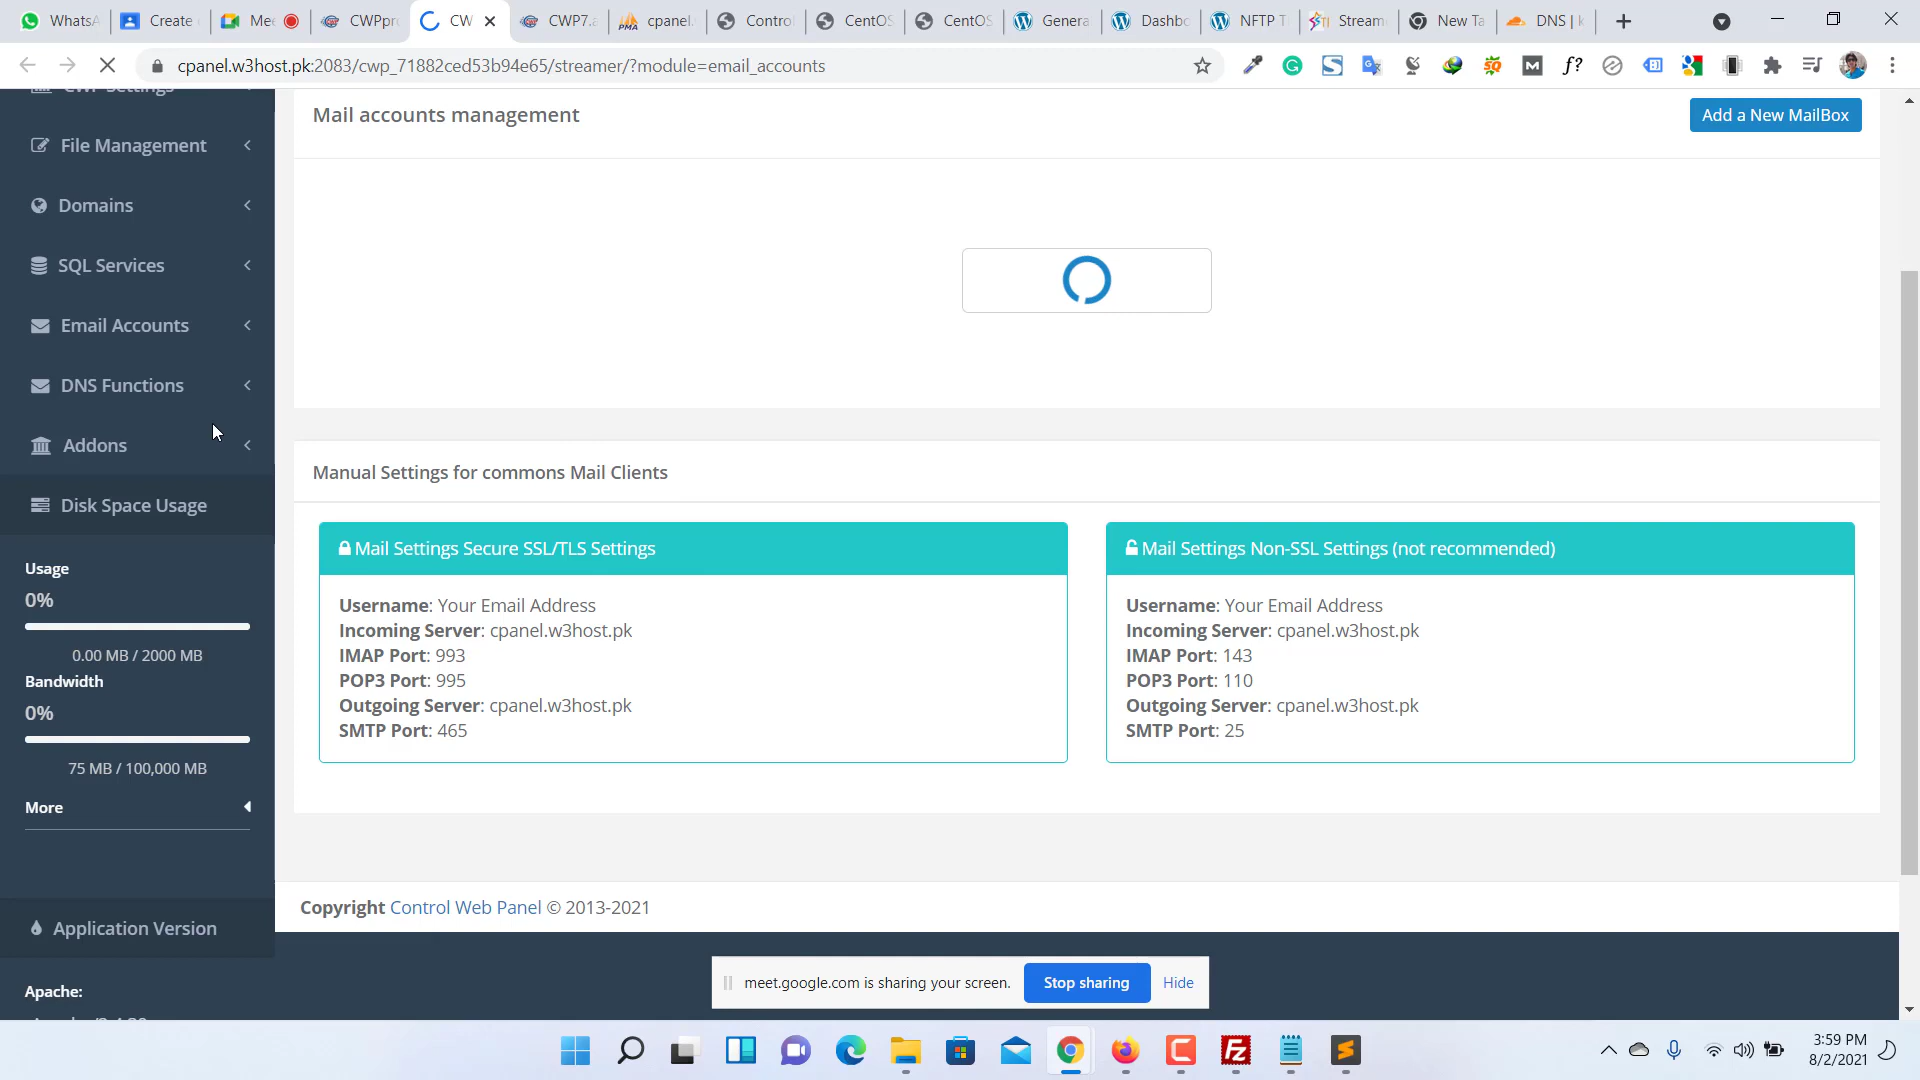 WhatsA
Create
Mee
CWPpr
CW
CWP7.a
cpanel.
Contro
CentOS
CentOS
Genera
Dashbo
NFTP T
Stream
New Ta
DNS | k
cpanel.w3host.pk:2083/cwp_71882ced53b94e65/streamer/?module=email_accounts
CWP Settings
File Management
Domains
SQL Services
Email Accounts
DNS Functions
Addons
Disk Space Usage
Usage
0%
0.00 MB / 2000 MB
Bandwidth
0%
75 MB / 100,000 MB
More
Application Version
Apache:
Mail accounts management
Add a New MailBox
Manual Settings for commons Mail Clients
Mail Settings Secure SSL/TLS Settings
Username: Your Email Address
Incoming Server: cpanel.w3host.pk
IMAP Port: 993
POP3 Port: 995
Outgoing Server: cpanel.w3host.pk
SMTP Port: 465
Mail Settings Non-SSL Settings (not recommended)
Username: Your Email Address
Incoming Server: cpanel.w3host.pk
IMAP Port: 143
POP3 Port: 110
Outgoing Server: cpanel.w3host.pk
SMTP Port: 25
Copyright Control Web Panel © 2013-2021
meet.google.com is sharing your screen.
Stop sharing
Hide
3:59 PM
8/2/2021